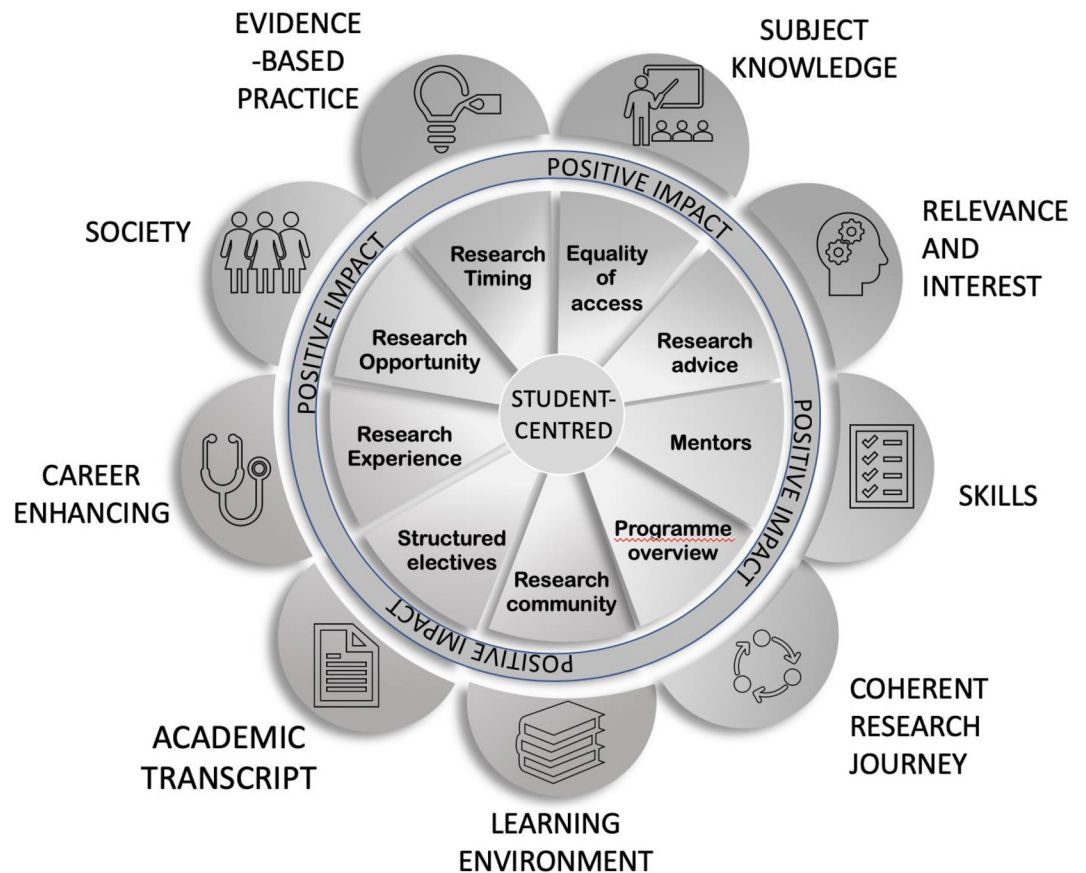 EVIDENCE
-BASED
PRACTICE
SUBJECT
KNOWLEDGE
RELEVANCE
AND
INTEREST
SKILLS
COHERENT
RESEARCH
JOURNEY
LEARNING
ENVIRONMENT
ACADEMIC
TRANSCRIPT
CAREER
ENHANCING
SOCIETY
POSITIVE IMPACT
POSITIVE IMPACT
POSITIVE IMPACT
POSITIVE IMPACT
Research
Timing
Equality
of
access
Research
advice
Mentors
Programme
overview
Research
community
Structured
electives
Research
Experience
Research
Opportunity
STUDENT-
CENTRED